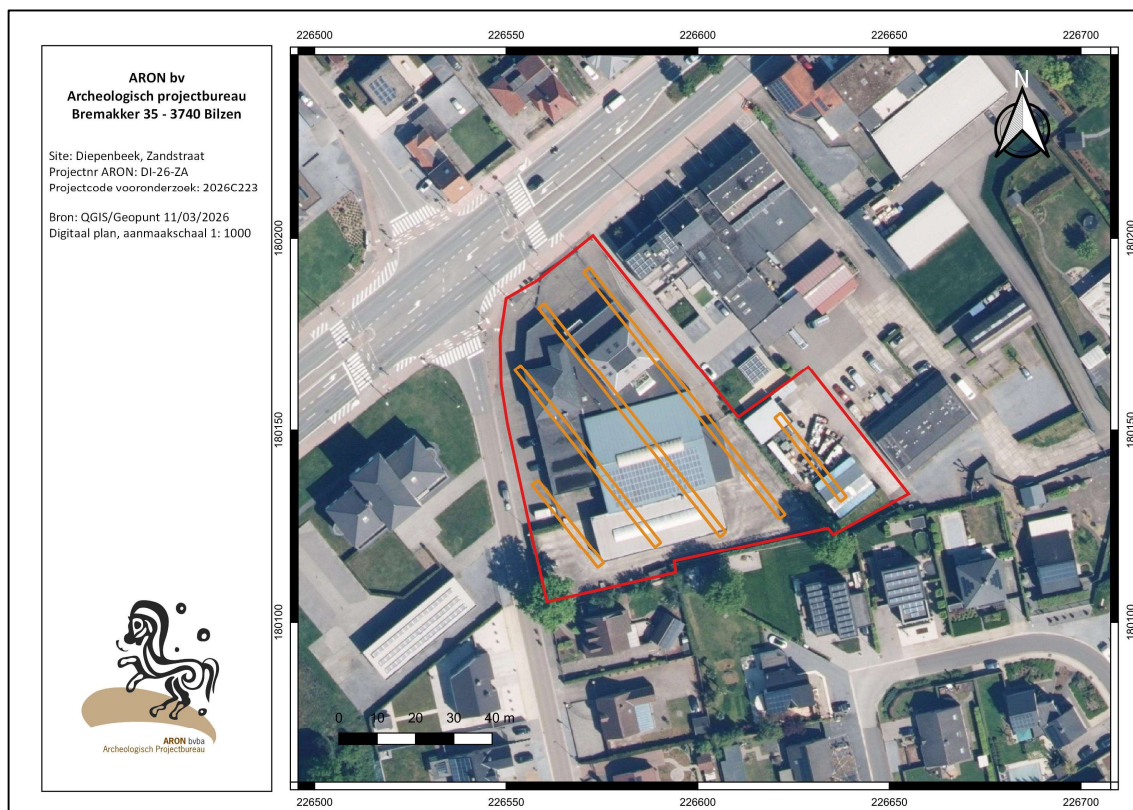 ARON bv
Archeologisch projectbureau
Bremakker 35 - 3740 Bilzen
Site: Diepenbeek, Zandstraat
Projectnr ARON: DI-26-ZA
Projectcode vooronderzoek: 2026C223
Bron: QGIS/Geopunt 11/03/2026
Digitaal plan, aanmaakschaal 1: 1000
ARON bvba
Archeologisch Projectbureau
226500 226550 226600 226650 226700
N
180200 180200
180150 180150
180100 180100
0 10 20 30 40 m
226500 226550 226600 226650 226700